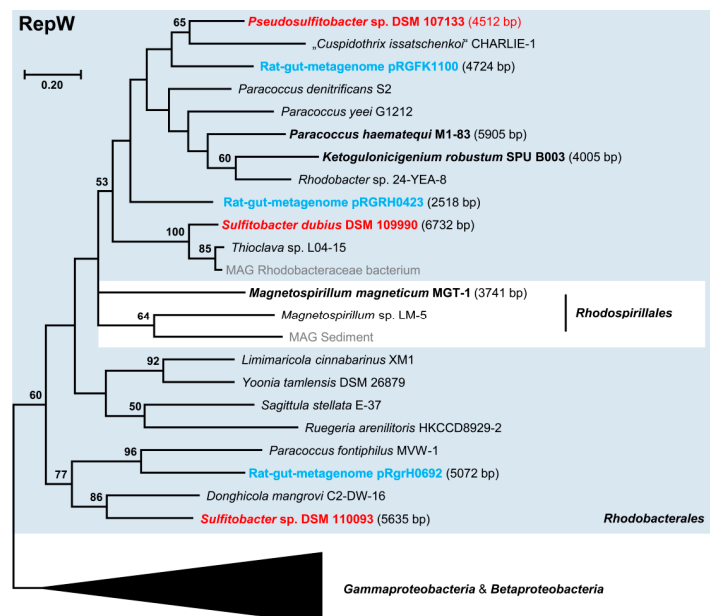 RepW
0.20
65
Pseudosulfitobacter sp. DSM 107133 (4512 bp)
„Cuspidothrix issatschenkoi“ CHARLIE-1
Rat-gut-metagenome pRGFK1100 (4724 bp)
Paracoccus denitrificans S2
Paracoccus yeei G1212
Paracoccus haematequi M1-83 (5905 bp)
60
Ketogulonicigenium robustum SPU B003 (4005 bp)
Rhodobacter sp. 24-YEA-8
53
Rat-gut-metagenome pRGRH0423 (2518 bp)
100
Sulfitobacter dubius DSM 109990 (6732 bp)
85
Thioclava sp. L04-15
MAG Rhodobacteraceae bacterium
Magnetospirillum magneticum MGT-1 (3741 bp)
64
Magnetospirillum sp. LM-5
Rhodospirillales
MAG Sediment
92
Limimaricola cinnabarinus XM1
Yoonia tamlensis DSM 26879
60
50
Sagittula stellata E-37
Ruegeria arenilitoris HKCCD8929-2
96
Paracoccus fontiphilus MVW-1
77
Rat-gut-metagenome pRgrH0692 (5072 bp)
86
Donghicola mangrovi C2-DW-16
Sulfitobacter sp. DSM 110093 (5635 bp)
Rhodobacterales
Gammaproteobacteria & Betaproteobacteria